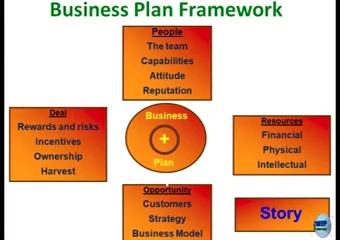 Business Plan Framework
People
The team
Capabilities
Attitude
Reputation
Deal
Rewards and risks
Incentives
Ownership
Harvest
Business
Plan
Resources
Financial
Physical
Intellectual
Opportunity
Customers
Strategy
Business Model
Story